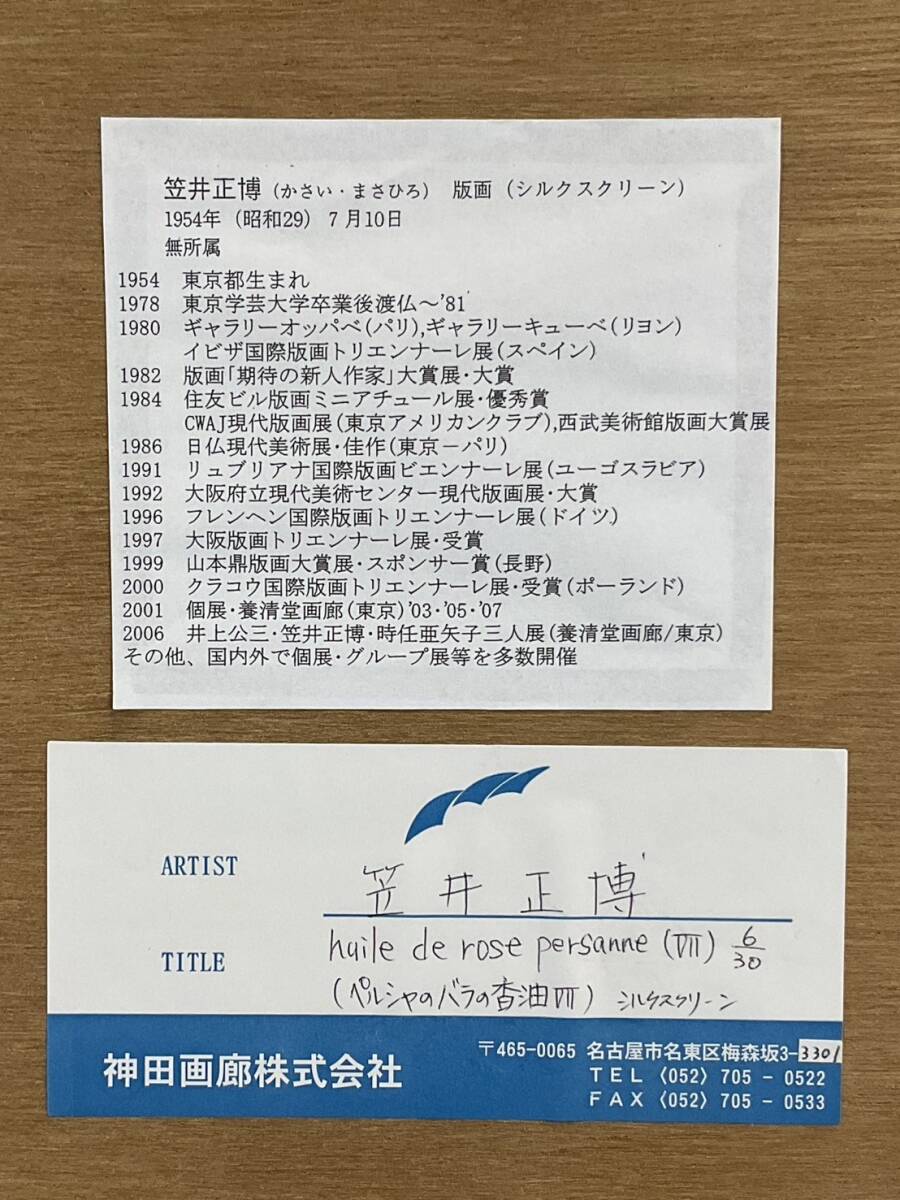 笠井正博（かさい・まさひろ）　版画（シルクスクリーン）
1954年（昭和29）７月10日
無所属
1954　東京都生まれ
1978　東京学芸大学卒業後渡仏～'81
1980　ギャラリーオッパベ(パリ),ギャラリーキューベ(リヨン)
イビザ国際版画トリエンナーレ展(スペイン)
1982　版画「期待の新人作家」大賞展・大賞
1984　住友ビル版画ミニアチュール展・優秀賞
CWAJ現代版画展(東京アメリカンクラブ),西武美術館版画大賞展
1986　日仏現代美術展・佳作(東京－パリ)
1991　リュブリアナ国際版画ビエンナーレ展(ユーゴスラビア)
1992　大阪府立現代美術センター現代版画展・大賞
1996　フレンヘン国際版画トリエンナーレ展(ドイツ)
1997　大阪版画トリエンナーレ展・受賞
1999　山本鼎版画大賞展・スポンサー賞(長野)
2000　クラコウ国際版画トリエンナーレ展・受賞(ポーランド)
2001　個展・養清堂画廊(東京)'03・'05・'07
2006　井上公三・笠井正博・時任亜矢子三人展(養清堂画廊/東京)
その他、国内外で個展・グループ展等を多数開催
ARTIST　笠井正博
TITLE　huile de rose persanne (VII) 6/30
(ペルシャのバラの香油VII) シルクスクリーン
神田画廊株式会社
〒465-0065 名古屋市名東区梅森坂3-3301
TEL〈052〉705－0522
FAX〈052〉705－0533